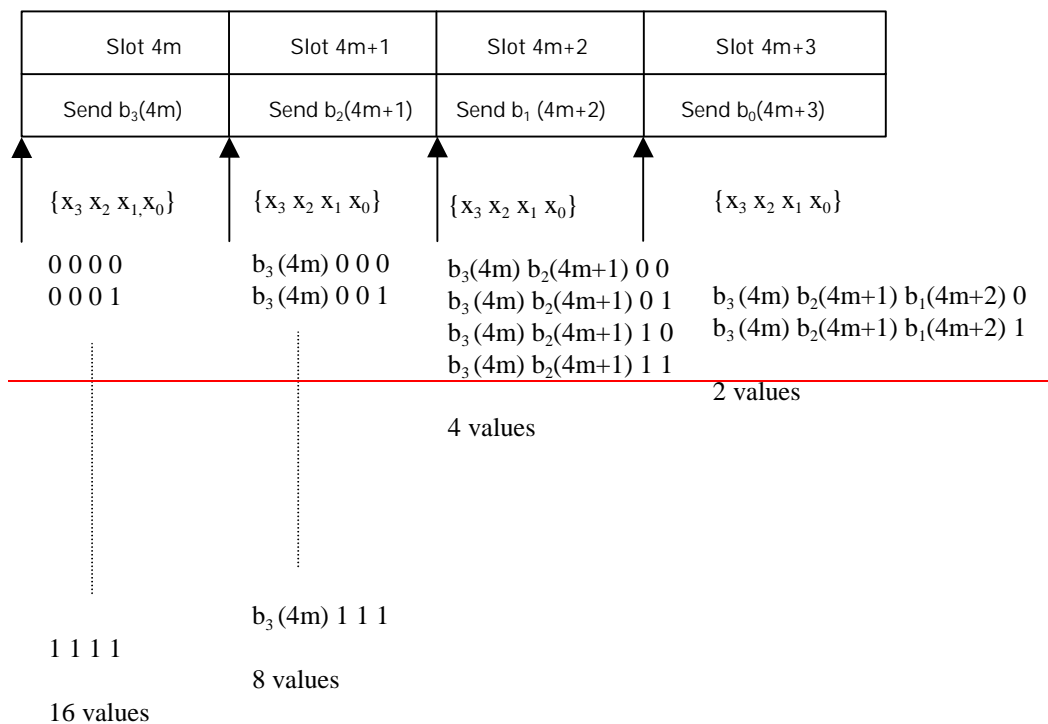 Slot 4m Slot 4m+1 Slot 4m+2 Slot 4m+3
Send b₃(4m) Send b₂(4m+1) Send b₁ (4m+2) Send b₀(4m+3)
{x₃ x₂ x₁,x₀} {x₃ x₂ x₁ x₀} {x₃ x₂ x₁ x₀} {x₃ x₂ x₁ x₀}
0 0 0 0
0 0 0 1
1 1 1 1
16 values
b₃ (4m) 0 0 0
b₃ (4m) 0 0 1
b₃ (4m) 1 1 1
8 values
b₃(4m) b₂(4m+1) 0 0
b₃ (4m) b₂(4m+1) 0 1
b₃ (4m) b₂(4m+1) 1 0
b₃ (4m) b₂(4m+1) 1 1
4 values
b₃ (4m) b₂(4m+1) b₁(4m+2) 0
b₃ (4m) b₂(4m+1) b₁(4m+2) 1
2 values